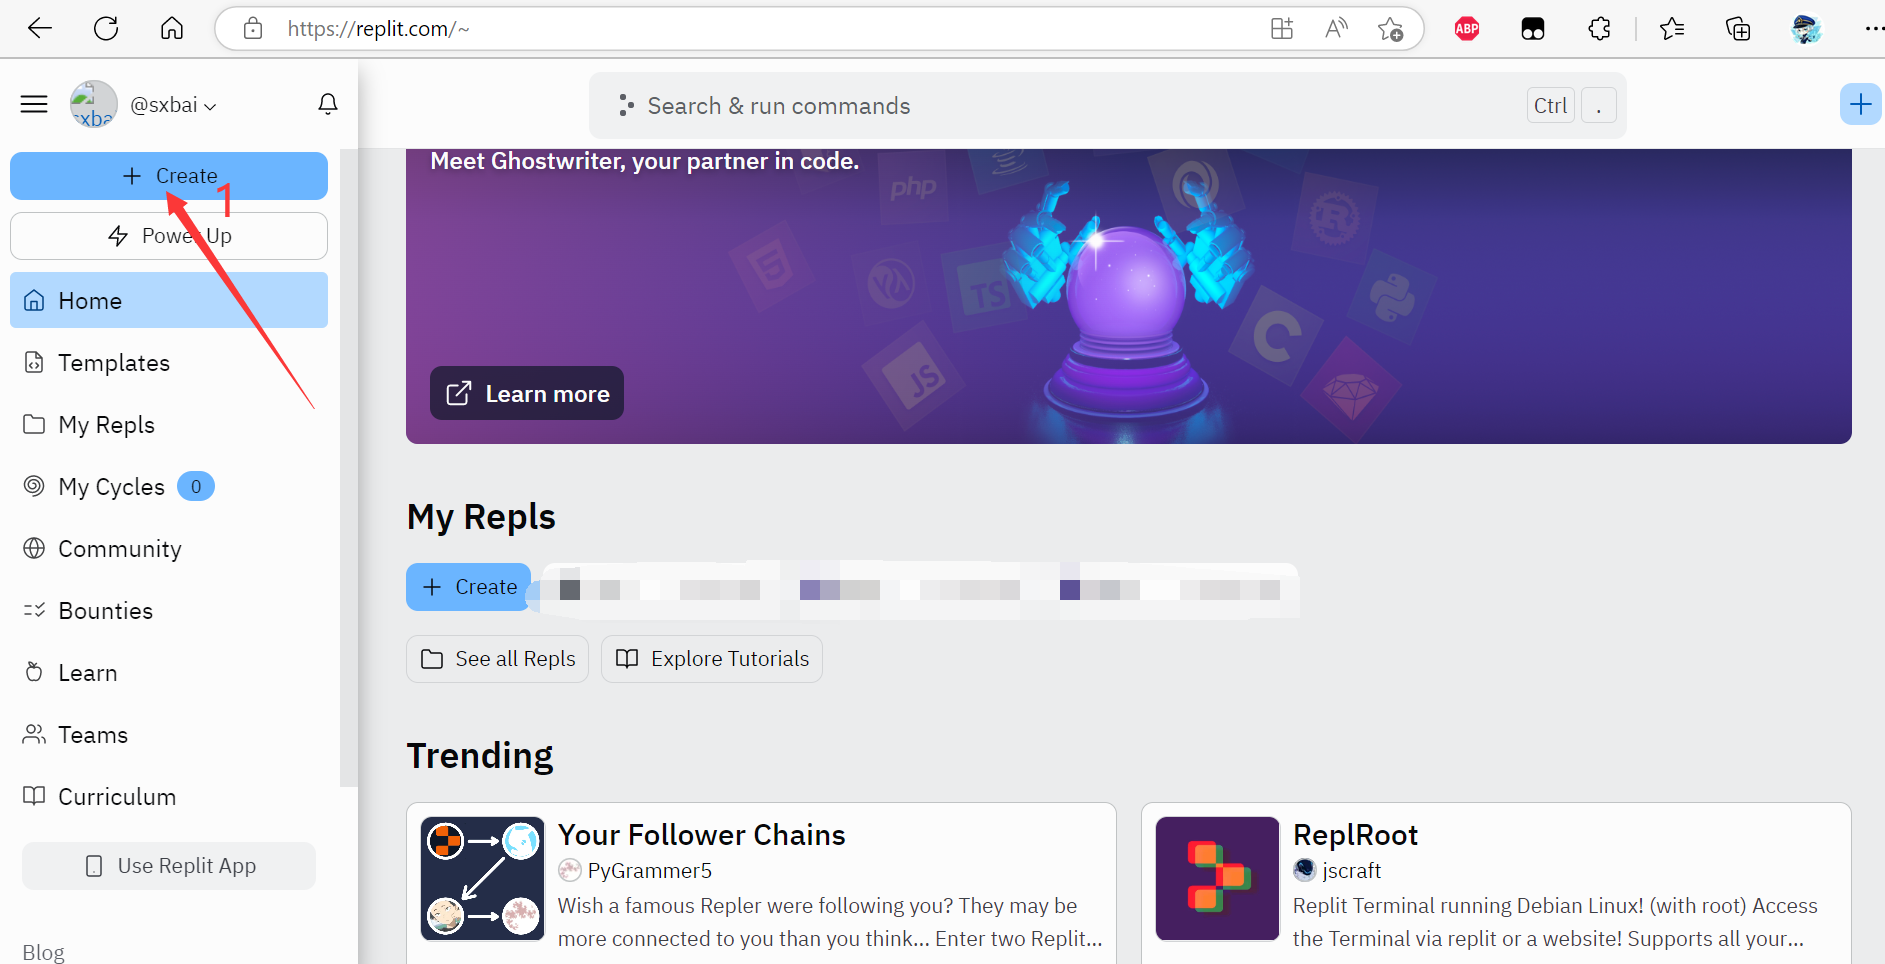 https://replit.com/~
ABP
sxba
@sxbai
Search & run commands
Ctrl
.
+ Create
1
Power Up
Home
Templates
My Repls
My Cycles 0
Community
Bounties
Learn
Teams
Curriculum
Use Replit App
Blog
Meet Ghostwriter, your partner in code.
php
TS
JS
C
5
R
Learn more
My Repls
+ Create
See all Repls
Explore Tutorials
Trending
Your Follower Chains
PyGrammer5
Wish a famous Repler were following you? They may be
more connected to you than you think... Enter two Replit...
ReplRoot
jscraft
Replit Terminal running Debian Linux! (with root) Access
the Terminal via replit or a website! Supports all your...